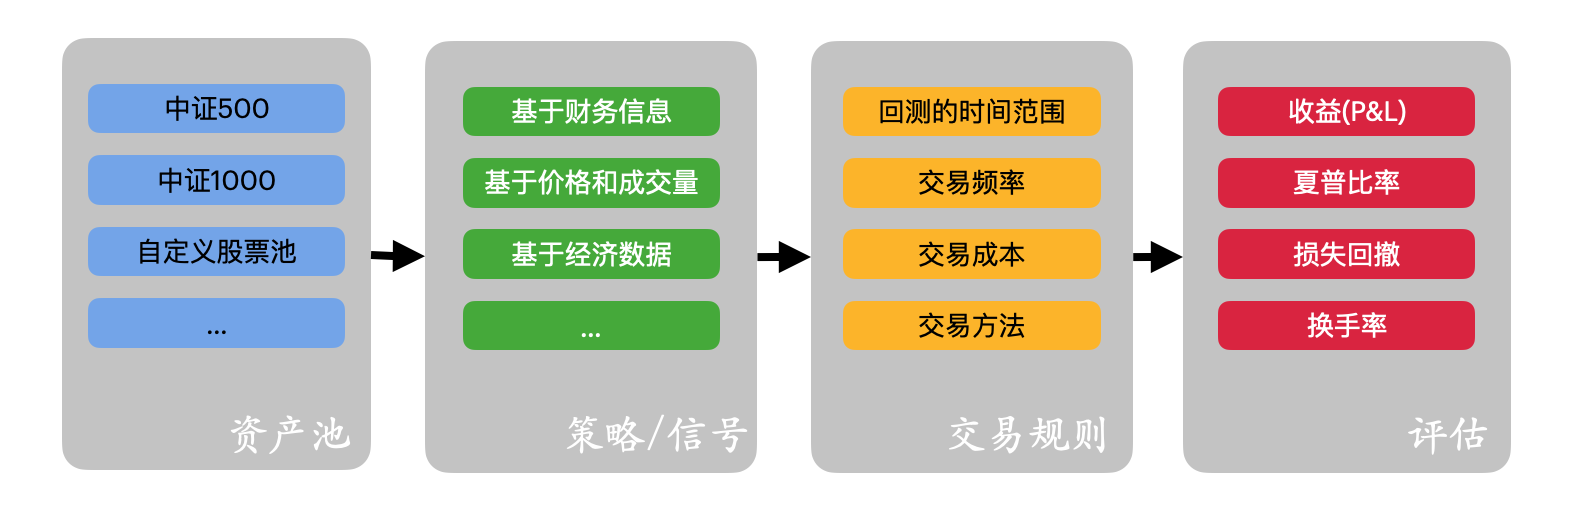 中证500
中证1000
自定义股票池
...
资产池
基于财务信息
基于价格和成交量
基于经济数据
...
策略/信号
回测的时间范围
交易频率
交易成本
交易方法
交易规则
收益(P&L)
夏普比率
损失回撤
换手率
评估